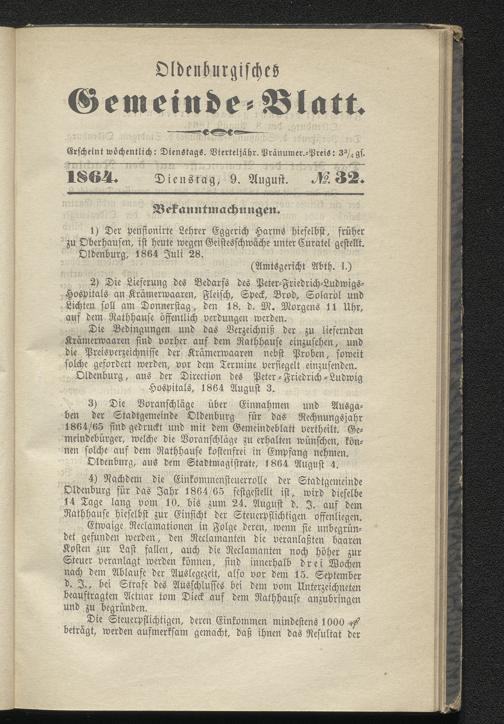 Oldenburgisches
Gemeinde-Blatt.
Erscheint wöchentlich: Dienstags. Vierteljähr. Pränumer.-Preis: 3¾ gſ.
1864. Dienstag, 9. August. № 32.
Bekanntmachungen.
1) Der penſionirte Lehrer Eggerich Harms hieſelbſt, früher
zu Oberhauſen, iſt heute wegen Geiſtesſchwäche unter Curatel geſtellt.
Oldenburg, 1864 Juli 28.
(Amtsgericht Abth. I.)
2) Die Lieferung des Bedarfs des Peter-Friedrich-Ludwigs-
Hospitals an Krämerwaaren, Fleiſch, Speck, Brod, Solaröl und
Lichten ſoll am Donnerſtag, den 18. d. M. Morgens 11 Uhr,
auf dem Rathhauſe öffentlich verdungen werden.
Die Bedingungen und das Verzeichniß der zu liefernden
Krämerwaaren ſind vorher auf dem Rathhauſe einzuſehen, und
die Preisverzeichniſſe der Krämerwaaren nebſt Proben, ſoweit
ſolche gefordert werden, vor dem Termine verſiegelt einzuſenden.
Oldenburg, aus der Direction des Peter-Friedrich-Ludwig
Hospitals, 1864 Auguſt 3.
3) Die Voranſchläge über Einnahmen und Ausga-
ben der Stadtgemeinde Oldenburg für das Rechnungsjahr
1864/65 ſind gedruckt und mit dem Gemeindeblatt vertheilt. Ge-
meindebürger, welche die Voranſchläge zu erhalten wünſchen, kön-
nen ſolche auf dem Rathhauſe koſtenfrei in Empfang nehmen.
Oldenburg, aus dem Stadtmagiſtrate, 1864 Auguſt 4.
4) Nachdem die Einkommenſteuerrolle der Stadtgemeinde
Oldenburg für das Jahr 1864/65 feſtgeſtellt iſt, wird dieſelbe
14 Tage lang vom 10. bis zum 24. Auguſt d. J. auf dem
Rathhauſe hieſelbſt zur Einſicht der Steuerpflichtigen offenliegen.
Etwaige Reclamationen in Folge deren, wenn ſie unbegrün-
det gefunden werden, den Reclamanten die veranlaßten baaren
Koſten zur Laſt fallen, auch die Reclamanten noch höher zur
Steuer veranlagt werden können, ſind innerhalb drei Wochen
nach dem Ablaufe der Auslegezeit, alſo vor dem 15. September
d. J., bei Strafe des Ausſchluſſes bei dem vom Unterzeichneten
beauftragten Actuar tom Dieck auf dem Rathhauſe anzubringen
und zu begründen.
Die Steuerpflichtigen, deren Einkommen mindeſtens 1000 ₰
beträgt, werden aufmerkſam gemacht, daß ihnen das Reſultat der